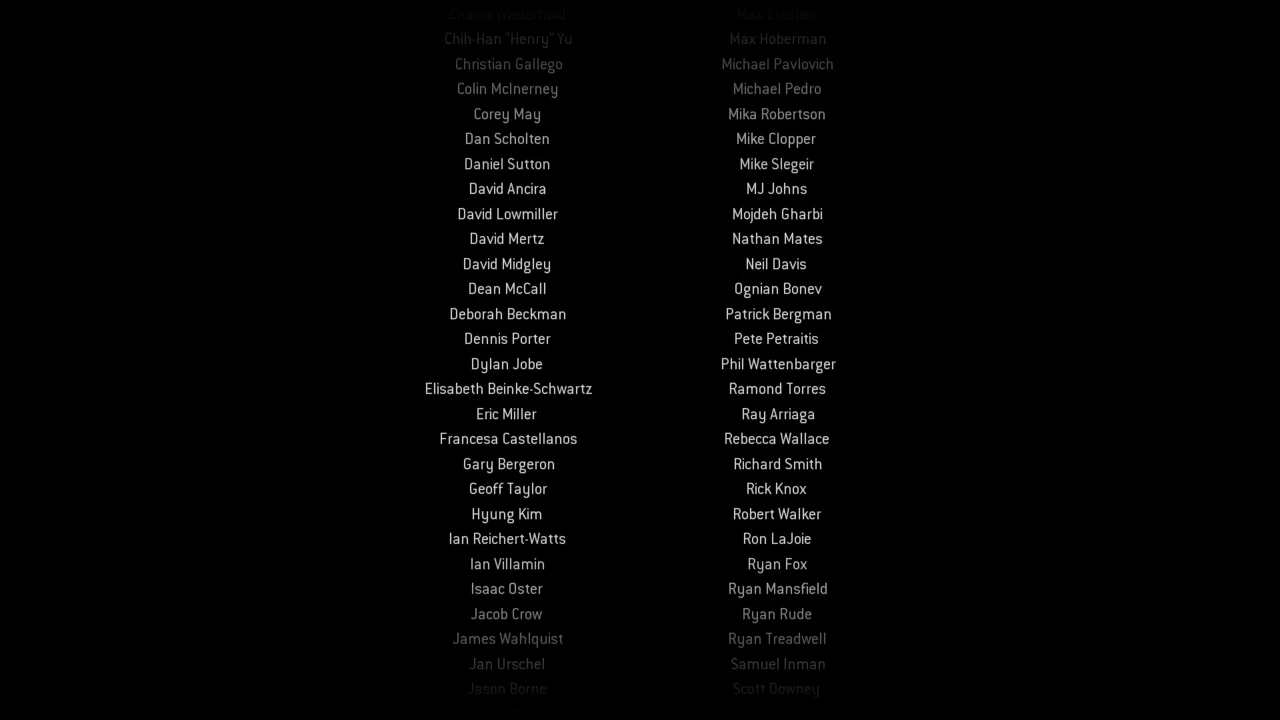 Chih-Han "Henry" Yu
Christian Gallego
Colin McInerney
Corey May
Dan Scholten
Daniel Sutton
David Ancira
David Lowmiller
David Mertz
David Midgley
Dean McCall
Deborah Beckman
Dennis Porter
Dylan Jobe
Elisabeth Beinke-Schwartz
Eric Miller
Francesa Castellanos
Gary Bergeron
Geoff Taylor
Hyung Kim
Ian Reichert-Watts
Ian Villamin
Isaac Oster
Jacob Crow
James Wahlquist
Jan Urschel
Jason Borne
Max Hoberman
Michael Pavlovich
Michael Pedro
Mika Robertson
Mike Clopper
Mike Slegeir
MJ Johns
Mojdeh Gharbi
Nathan Mates
Neil Davis
Ognian Bonev
Patrick Bergman
Pete Petraitis
Phil Wattenbarger
Ramond Torres
Ray Arriaga
Rebecca Wallace
Richard Smith
Rick Knox
Robert Walker
Ron LaJoie
Ryan Fox
Ryan Mansfield
Ryan Rude
Ryan Treadwell
Samuel Inman
Scott Downey